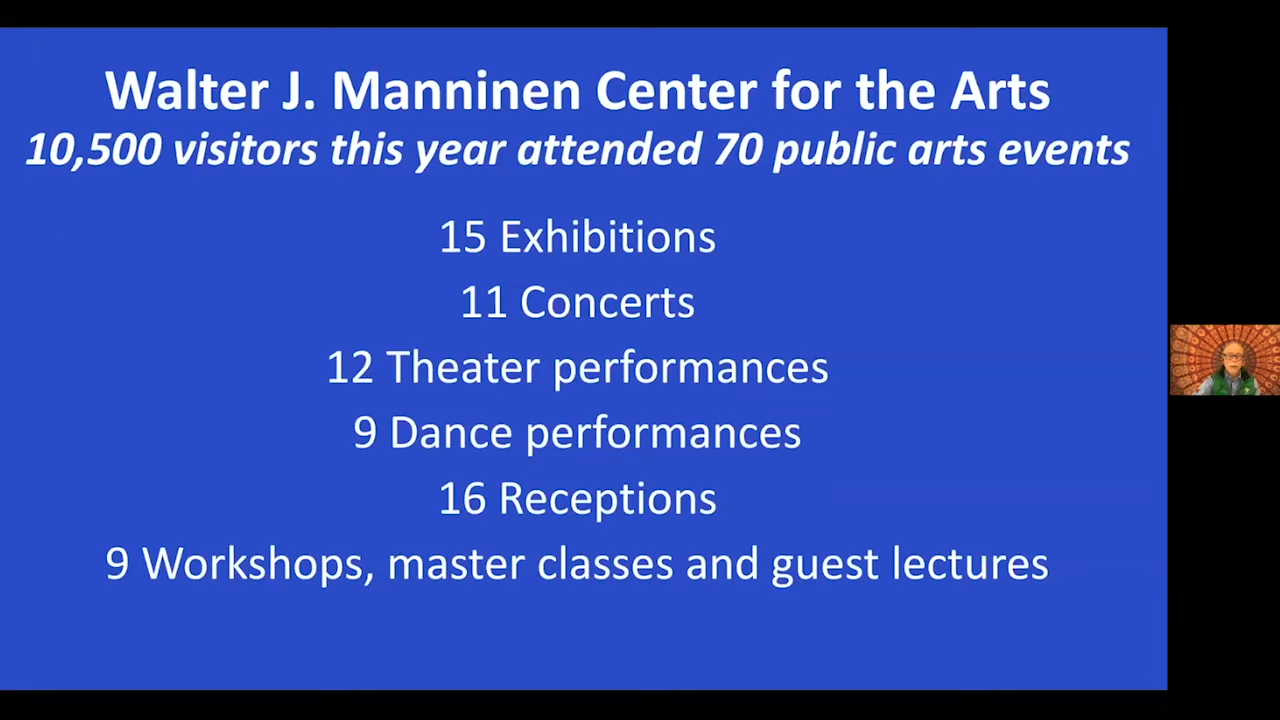 Walter J. Manninen Center for the Arts
10,500 visitors this year attended 70 public arts events
15 Exhibitions
11 Concerts
12 Theater performances
9 Dance performances
16 Receptions
9 Workshops, master classes and guest lectures